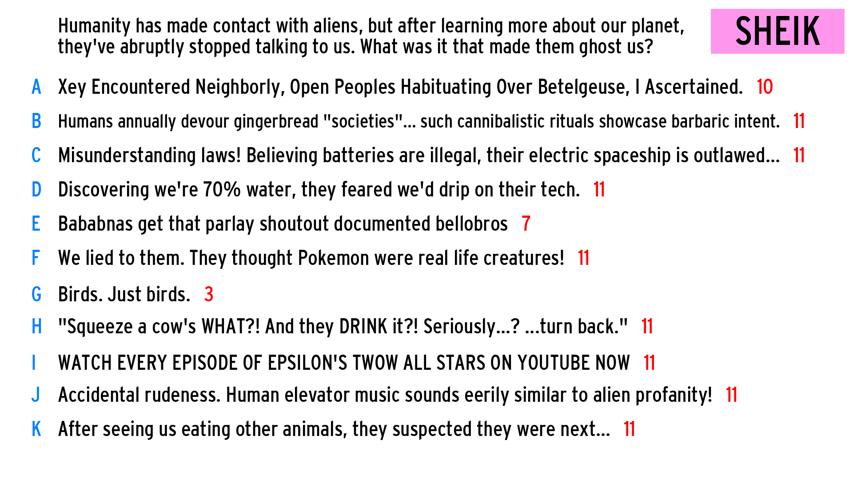 Humanity has made contact with aliens, but after learning more about our planet,
they've abruptly stopped talking to us. What was it that made them ghost us?
SHEIK
A Xey Encountered Neighborly, Open Peoples Habituating Over Betelgeuse, I Ascertained. 10
B Humans annually devour gingerbread "societies"... such cannibalistic rituals showcase barbaric intent. 11
C Misunderstanding laws! Believing batteries are illegal, their electric spaceship is outlawed... 11
D Discovering we're 70% water, they feared we'd drip on their tech. 11
E Bababnas get that parlay shoutout documented bellobros 7
F We lied to them. They thought Pokemon were real life creatures! 11
G Birds. Just birds. 3
H "Squeeze a cow's WHAT?! And they DRINK it?! Seriously...? ...turn back." 11
I WATCH EVERY EPISODE OF EPSILON'S TWOW ALL STARS ON YOUTUBE NOW 11
J Accidental rudeness. Human elevator music sounds eerily similar to alien profanity! 11
K After seeing us eating other animals, they suspected they were next... 11